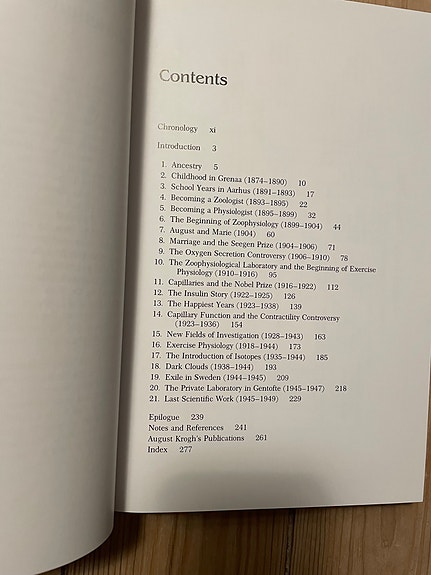 Contents
Chronology xi
Introduction 3
1. Ancestry 5
2. Childhood in Grenaa (1874–1890) 10
3. School Years in Aarhus (1891–1893) 17
4. Becoming a Zoologist (1893–1895) 22
5. Becoming a Physiologist (1895–1899) 32
6. The Beginning of Zoophysiology (1899–1904) 44
7. August and Marie (1904) 60
8. Marriage and the Seegen Prize (1904–1906) 71
9. The Oxygen Secretion Controversy (1906–1910) 78
10. The Zoophysiological Laboratory and the Beginning of Exercise
Physiology (1910–1916) 95
11. Capillaries and the Nobel Prize (1916–1922) 112
12. The Insulin Story (1922–1925) 126
13. The Happiest Years (1923–1938) 139
14. Capillary Function and the Contractility Controversy
(1923–1936) 154
15. New Fields of Investigation (1928–1943) 163
16. Exercise Physiology (1918–1944) 173
17. The Introduction of Isotopes (1935–1944) 185
18. Dark Clouds (1938–1944) 193
19. Exile in Sweden (1944–1945) 209
20. The Private Laboratory in Gentofte (1945–1947) 218
21. Last Scientific Work (1945–1949) 229
Epilogue 239
Notes and References 241
August Krogh's Publications 261
Index 277